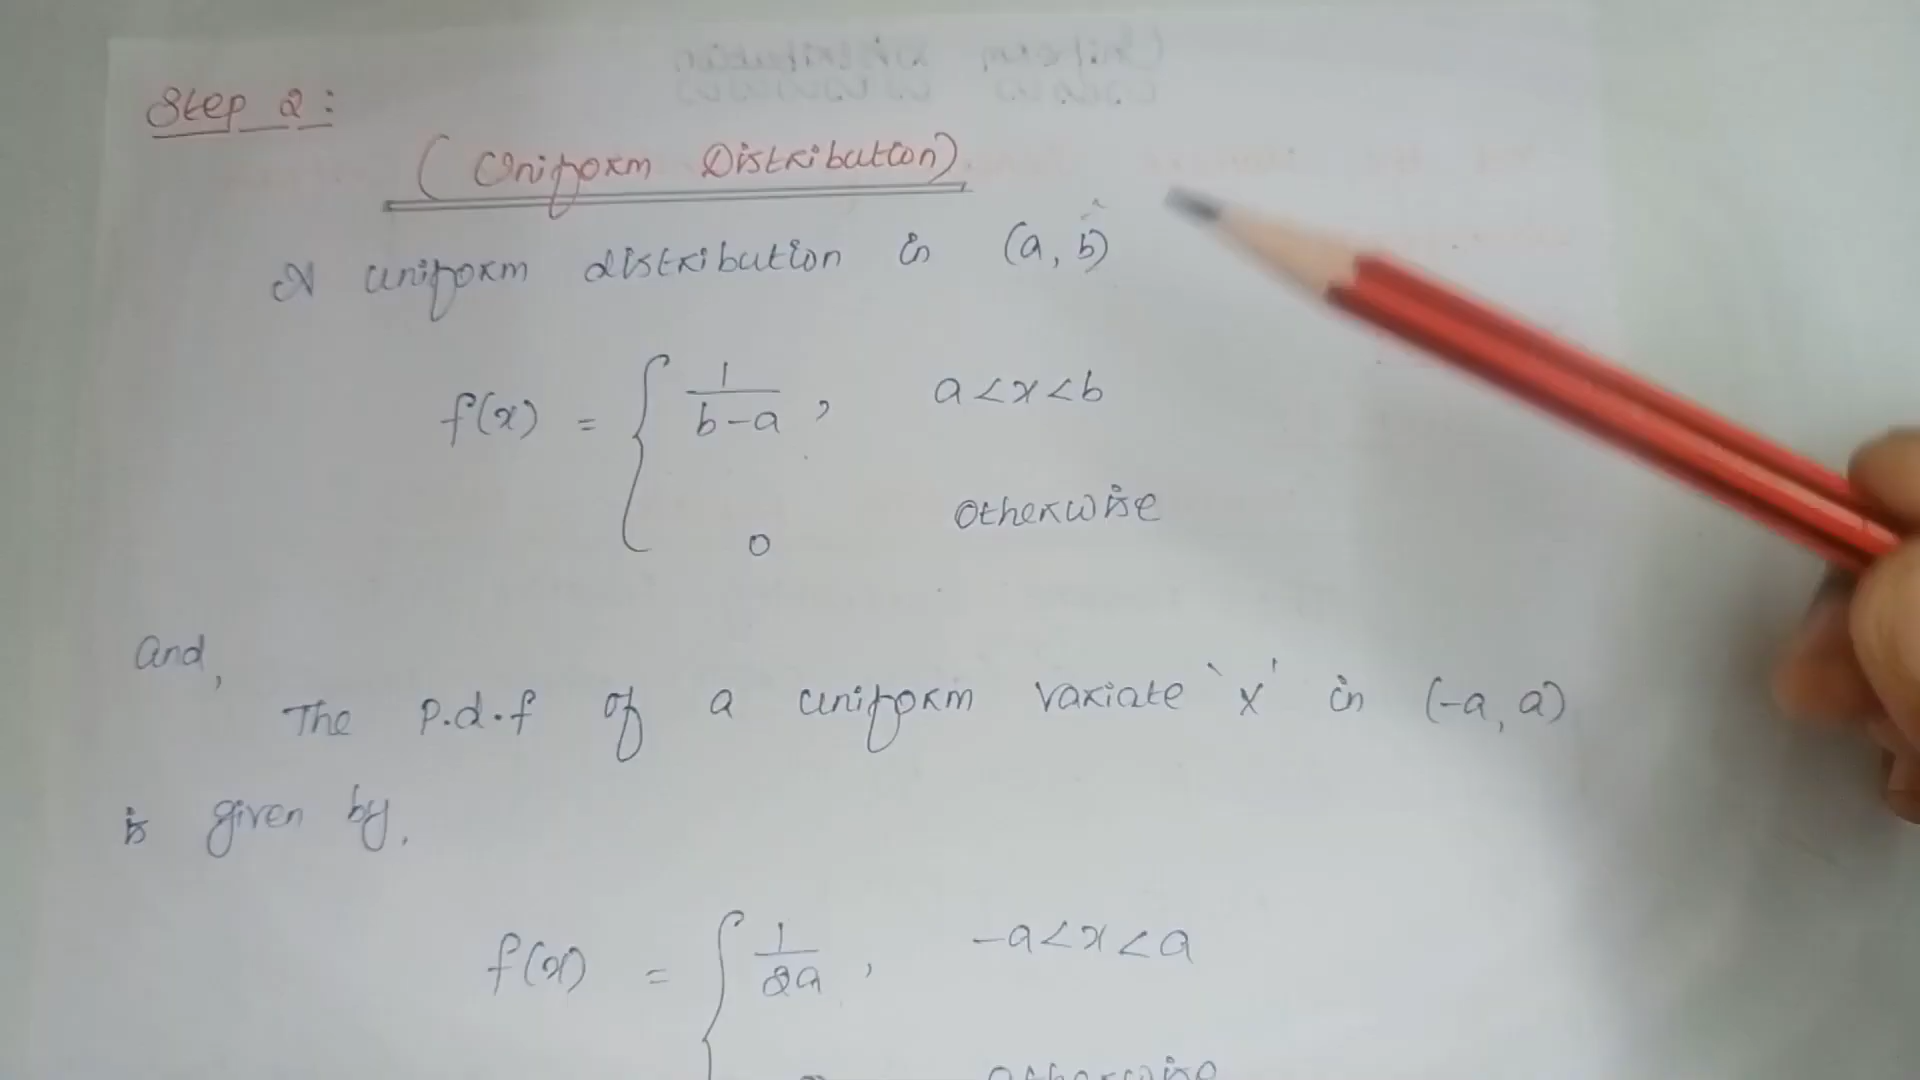 Step 2:
(Uniform Distribution)
A uniform distribution in (a, b)
f(x) = { 1/(b-a) , a<x<b
0 otherwise
and,
The p.d.f of a uniform variate `X' in (-a, a)
is given by,
f(x) = { 1/2a , -a<x<a
otherwise